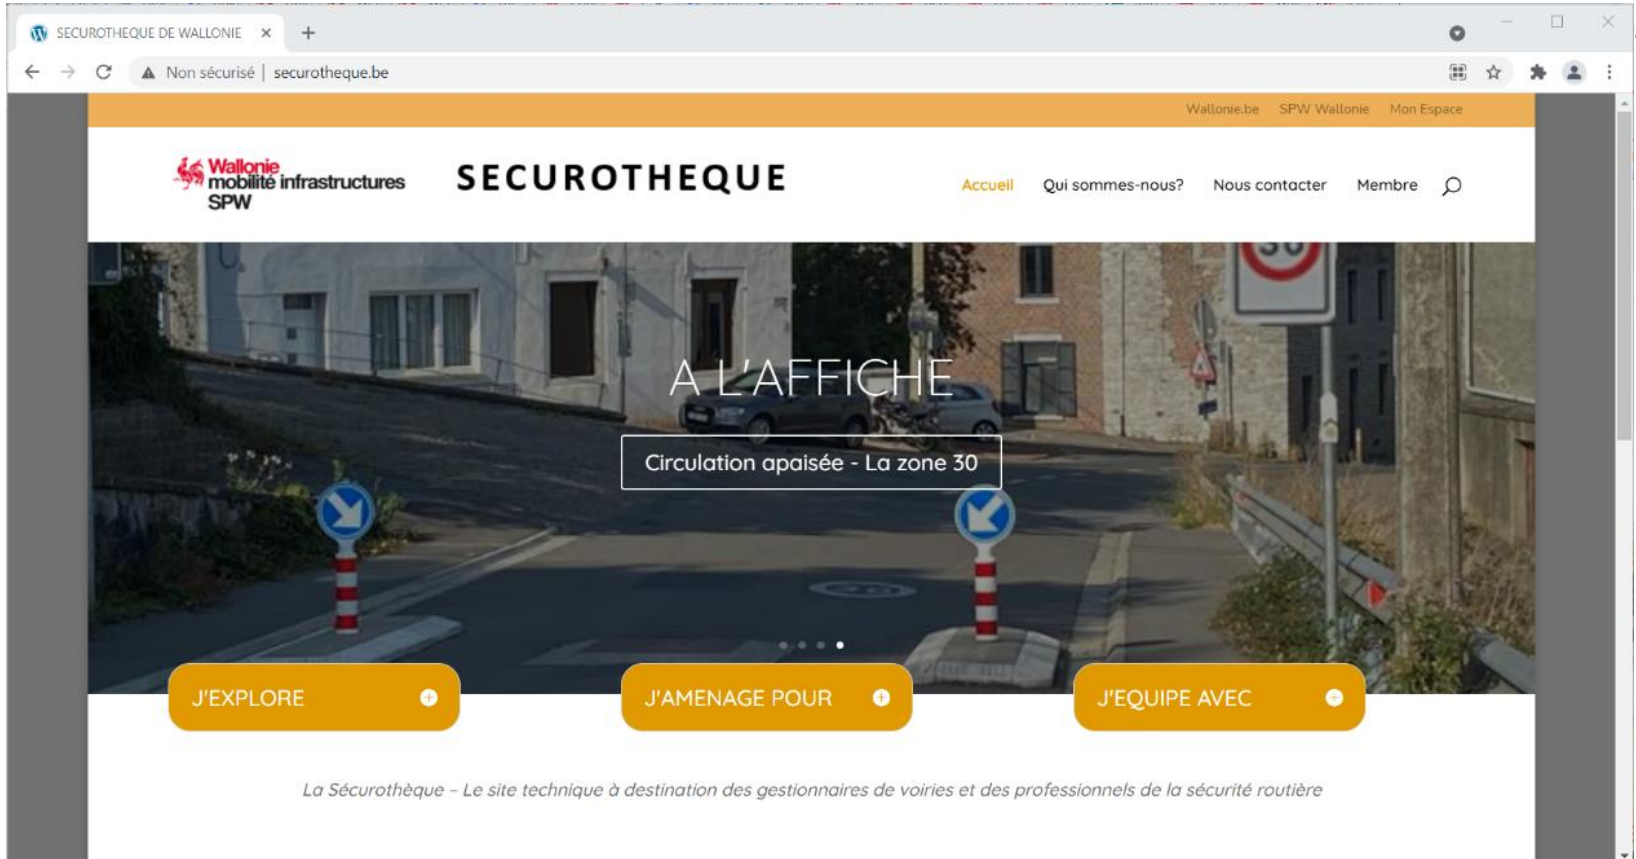 SECUROTHEQUE DE WALLONIE
Non sécurisé | securotheque.be
Wallonie.be SPW Wallonie Mon Espace
Wallonie
mobilité infrastructures
SPW
SECUROTHEQUE
Accueil Qui sommes-nous? Nous contacter Membre
30
A L'AFFICHE
Circulation apaisée - La zone 30
J'EXPLORE
J'AMENAGE POUR
J'EQUIPE AVEC
La Sécurothèque – Le site technique à destination des gestionnaires de voiries et des professionnels de la sécurité routière